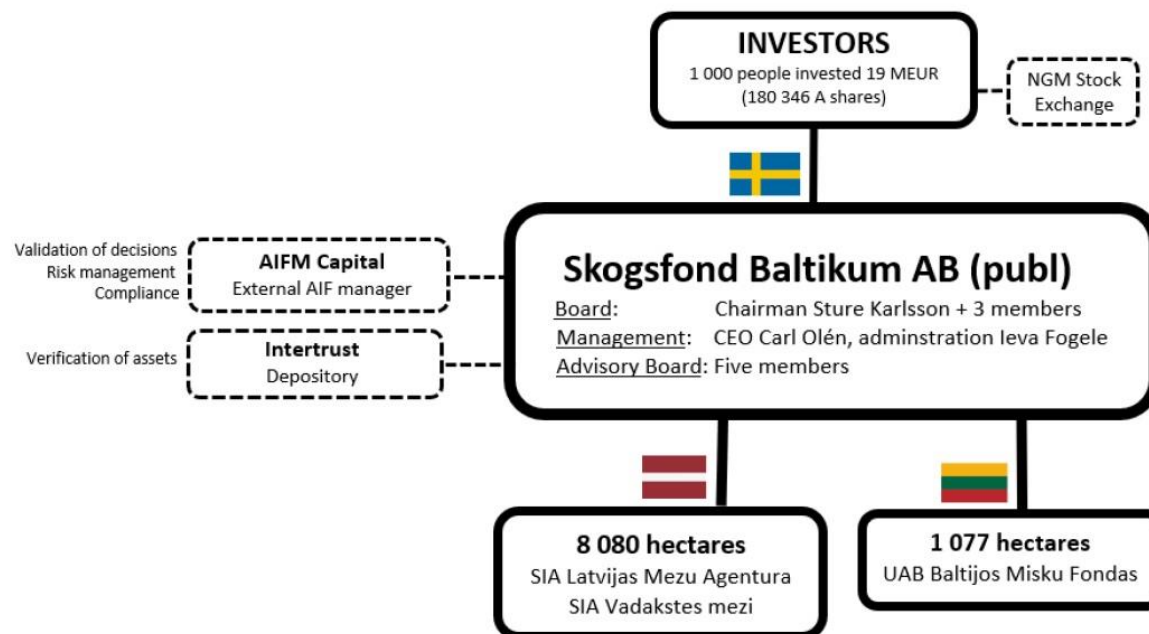 INVESTORS
1 000 people invested 19 MEUR
(180 346 A shares)
NGM Stock
Exchange
Validation of decisions
Risk management
Compliance
AIFM Capital
External AIF manager
Verification of assets
Intertrust
Depository
Skogsfond Baltikum AB (publ)
Board: Chairman Sture Karlsson + 3 members
Management: CEO Carl Olén, adminstration Ieva Fogele
Advisory Board: Five members
8 080 hectares
SIA Latvijas Mezu Agentura
SIA Vadakstes mezi
1 077 hectares
UAB Baltijos Misku Fondas